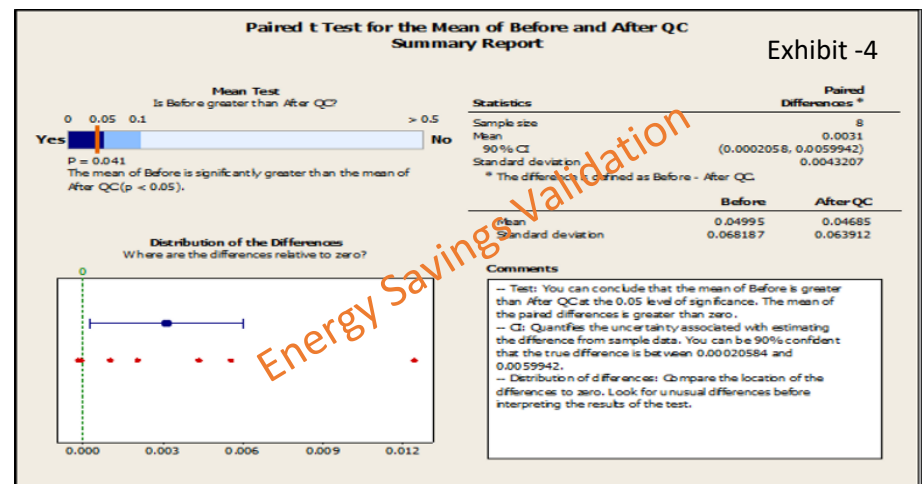 Paired t Test for the Mean of Before and After QC
Summary Report
Exhibit -4
Mean Test
Is Before greater than After QC?
0 0.05 0.1 > 0.5
Yes No
P = 0.041
The mean of Before is significantly greater than the mean of
After QC (p < 0.05).
Distribution of the Differences
Where are the differences relative to zero?
0
0.000 0.003 0.006 0.009 0.012
Paired
Statistics Differences *
Sample size 8
Mean 0.0031
90% CI (0.0002058, 0.0059942)
Standard deviation 0.0043207
* The difference is defined as Before - After QC.
Before After QC
Mean 0.04995 0.04685
Standard deviation 0.068187 0.063912
Comments
-- Test: You can conclude that the mean of Before is greater
than After QC at the 0.05 level of significance. The mean of
the paired differences is greater than zero.
-- CI: Quantifies the uncertainty associated with estimating
the difference from sample data. You can be 90% confident
that the true difference is between 0.00020584 and
0.0059942.
-- Distribution of differences: Compare the location of the
differences to zero. Look for unusual differences before
interpreting the results of the test.
Energy Savings Validation